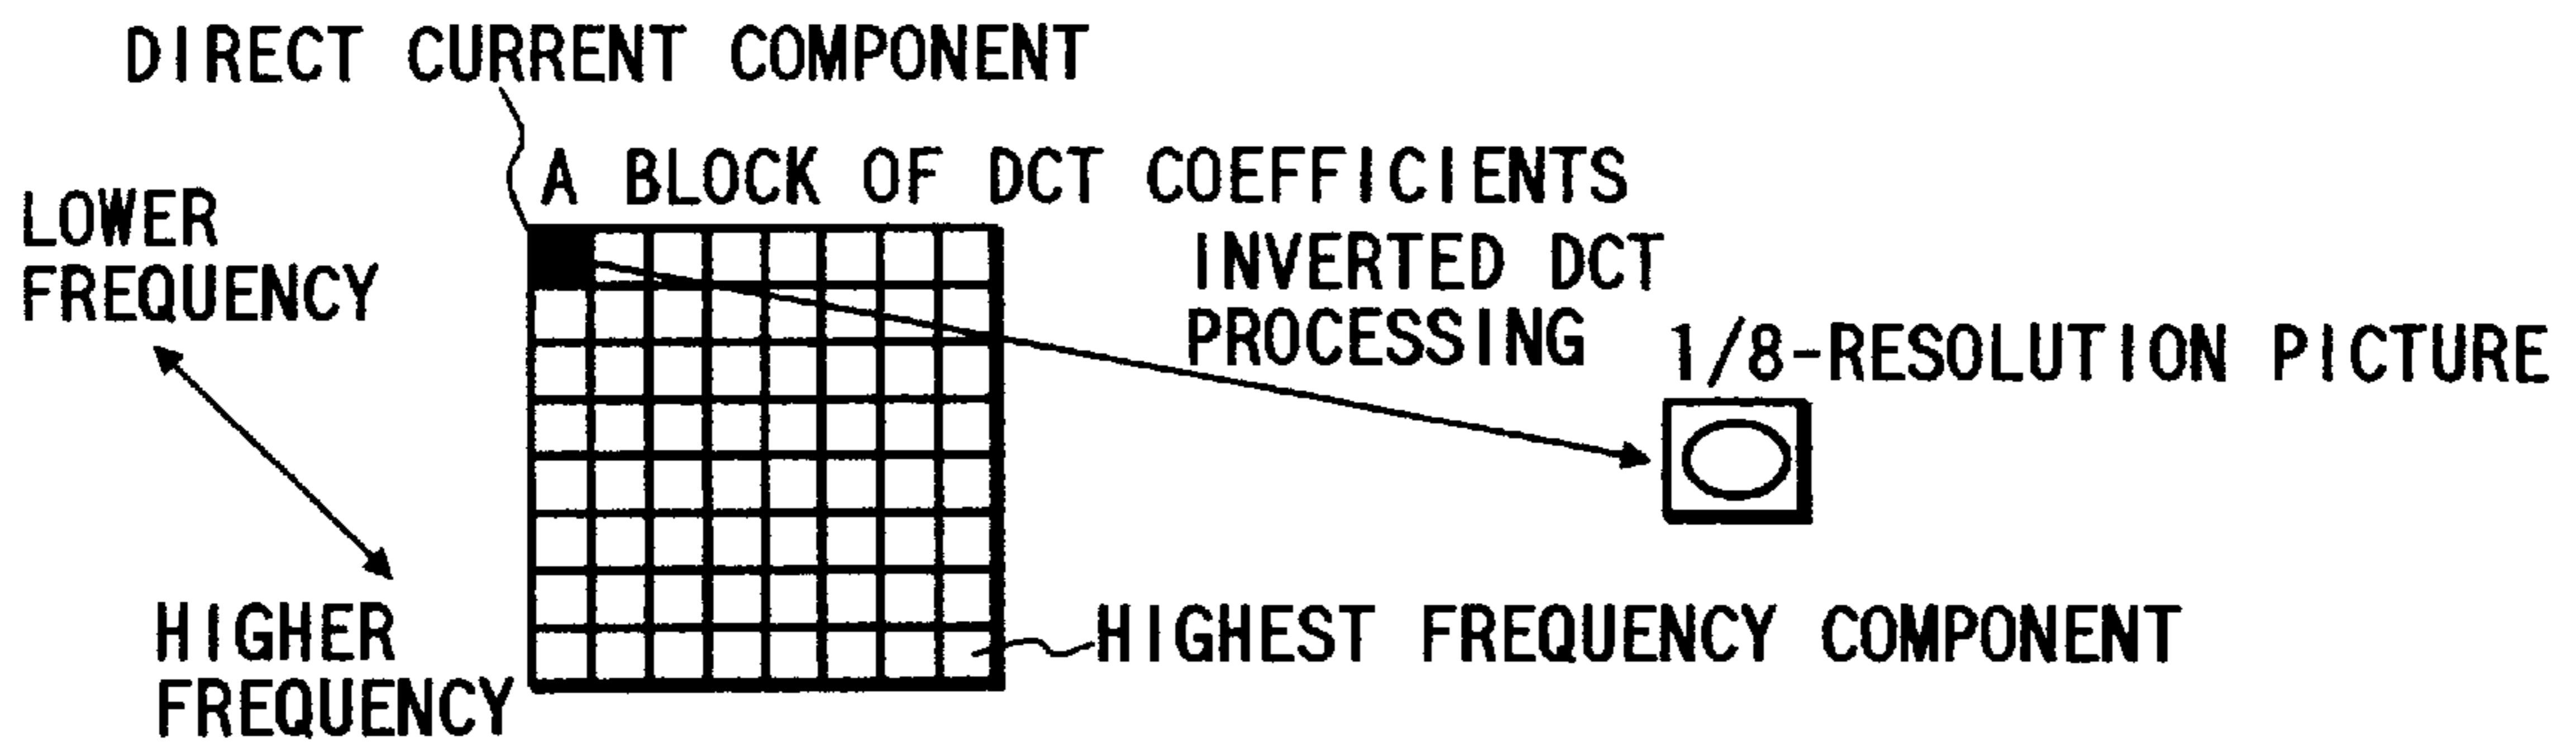 DIRECT CURRENT COMPONENT
A BLOCK OF DCT COEFFICIENTS
LOWER
FREQUENCY
INVERTED DCT
PROCESSING
1/8-RESOLUTION PICTURE
HIGHER
FREQUENCY
HIGHEST FREQUENCY COMPONENT